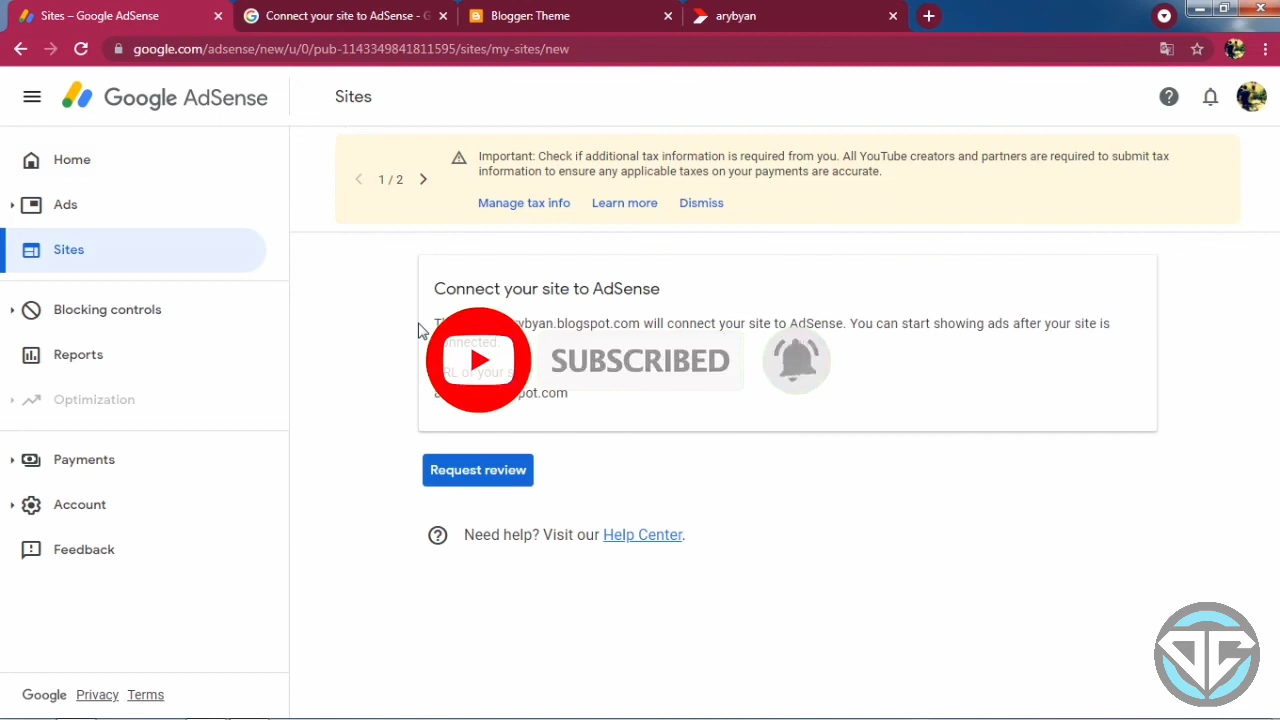 Sites – Google AdSense
Connect your site to AdSense - G
Blogger: Theme
arybyan
google.com/adsense/new/u/0/pub-1143349841811595/sites/my-sites/new
Google AdSense
Sites
Home
Ads
Sites
Blocking controls
Reports
Optimization
Payments
Account
Feedback
Google Privacy Terms
1 / 2
Important: Check if additional tax information is required from you. All YouTube creators and partners are required to submit tax
information to ensure any applicable taxes on your payments are accurate.
Manage tax info Learn more Dismiss
Connect your site to AdSense
rybyan.blogspot.com will connect your site to AdSense. You can start showing ads after your site is
nnected.
RL of your s
pot.com
SUBSCRIBED
Request review
Need help? Visit our Help Center.